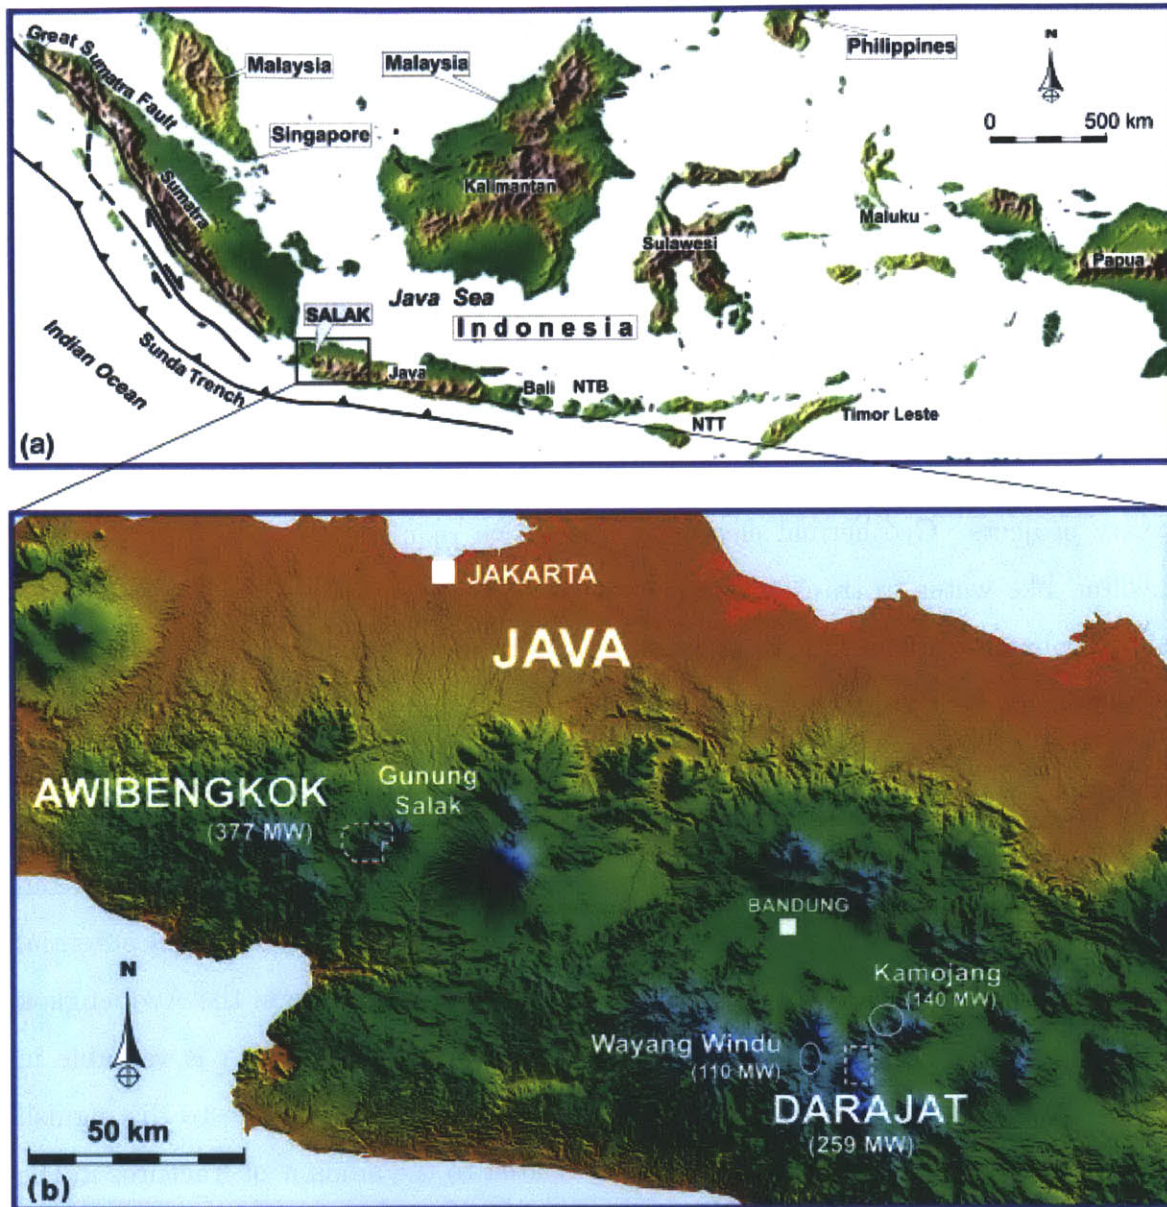 Great Sumatra Fault
Malaysia
Malaysia
Philippines
N
Singapore
0 500 km
Sumatra
Kalimantan
Maluku
Sulawesi
Papua
Java Sea
SALAK
Indonesia
Indian Ocean
Sunda Trench
Java
Bali
NTB
NTT
Timor Leste
(a)
JAKARTA
JAVA
Gunung
Salak
AWIBENGKOK
(377 MW)
BANDUNG
N
Kamojang
(140 MW)
Wayang Windu
(110 MW)
DARAJAT
(259 MW)
50 km
(b)